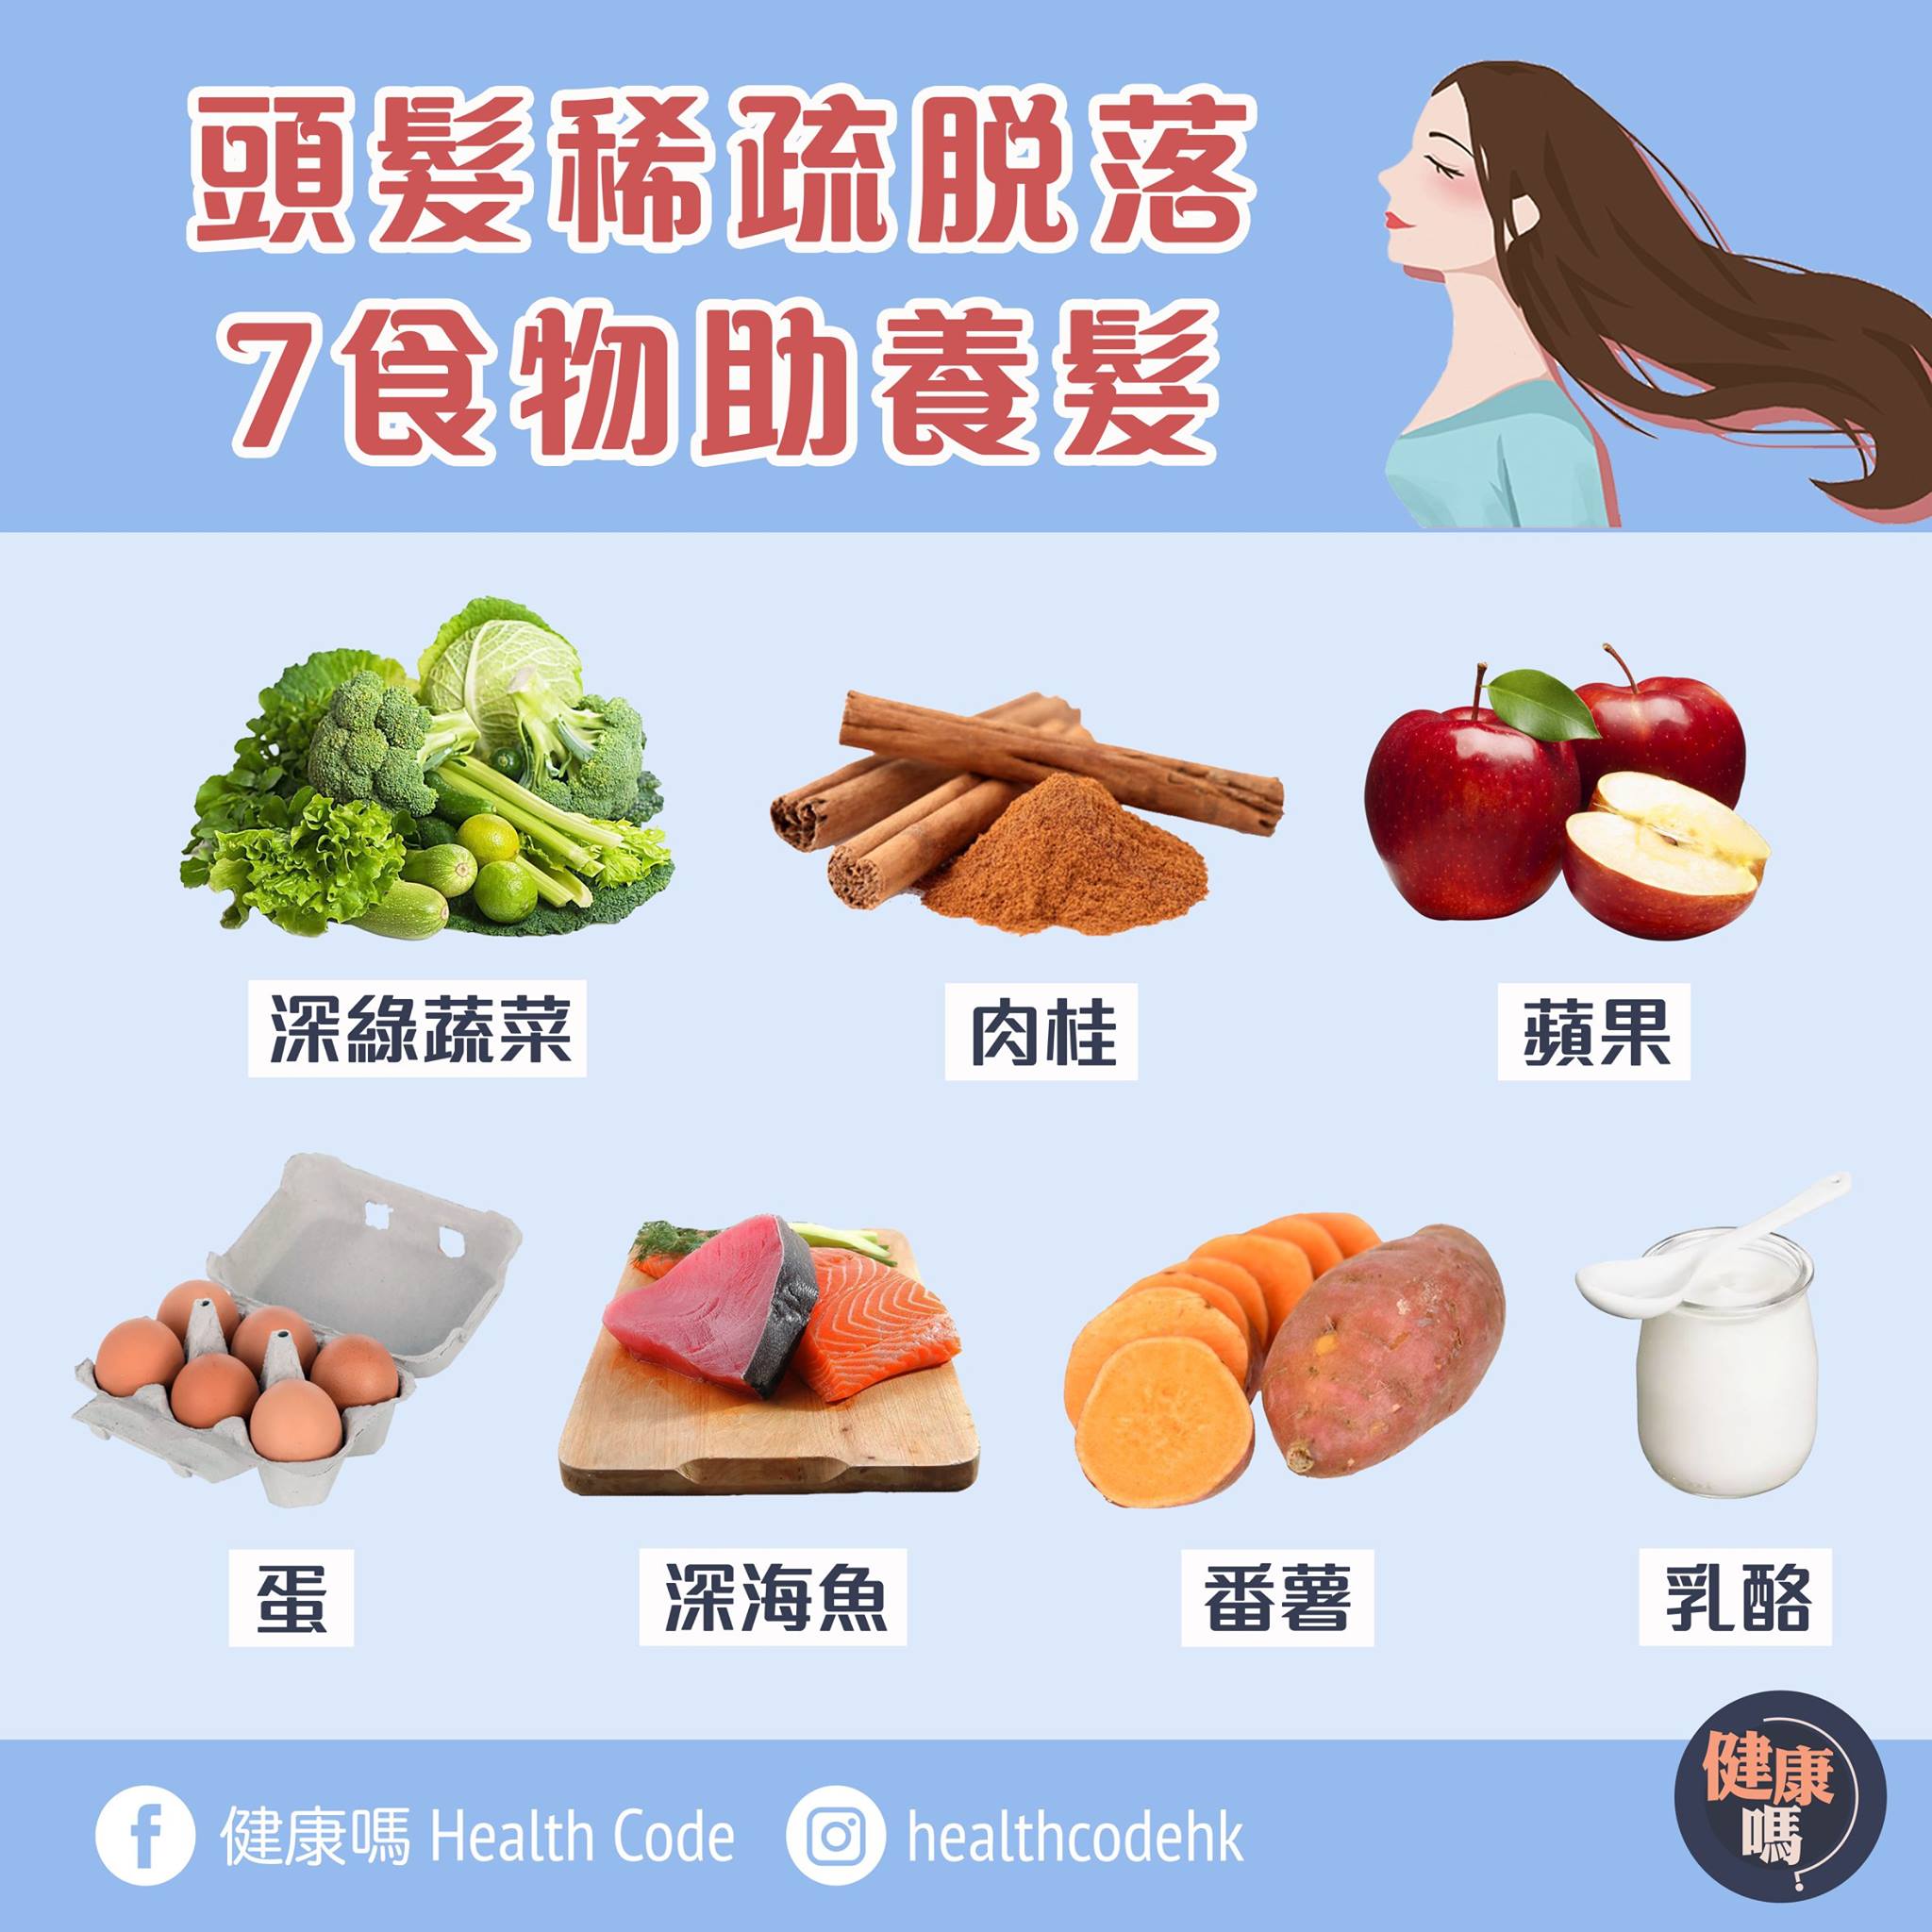 頭髮稀疏脫落
7食物助養髮
深綠蔬菜
肉桂
蘋果
蛋
深海魚
番薯
乳酪
健康嗎 Health Code
healthcodehk
健康
嗎?